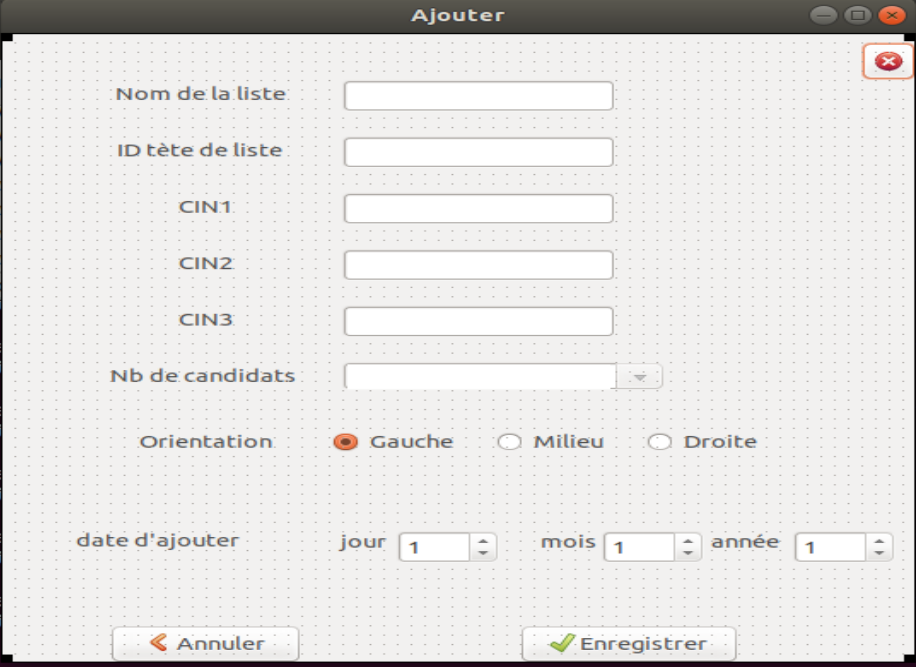 Ajouter
Nom de la liste
ID tète de liste
CIN1
CIN2
CIN3
Nb de candidats
Orientation Gauche Milieu Droite
date d'ajouter jour 1 mois 1 année 1
Annuler Enregistrer